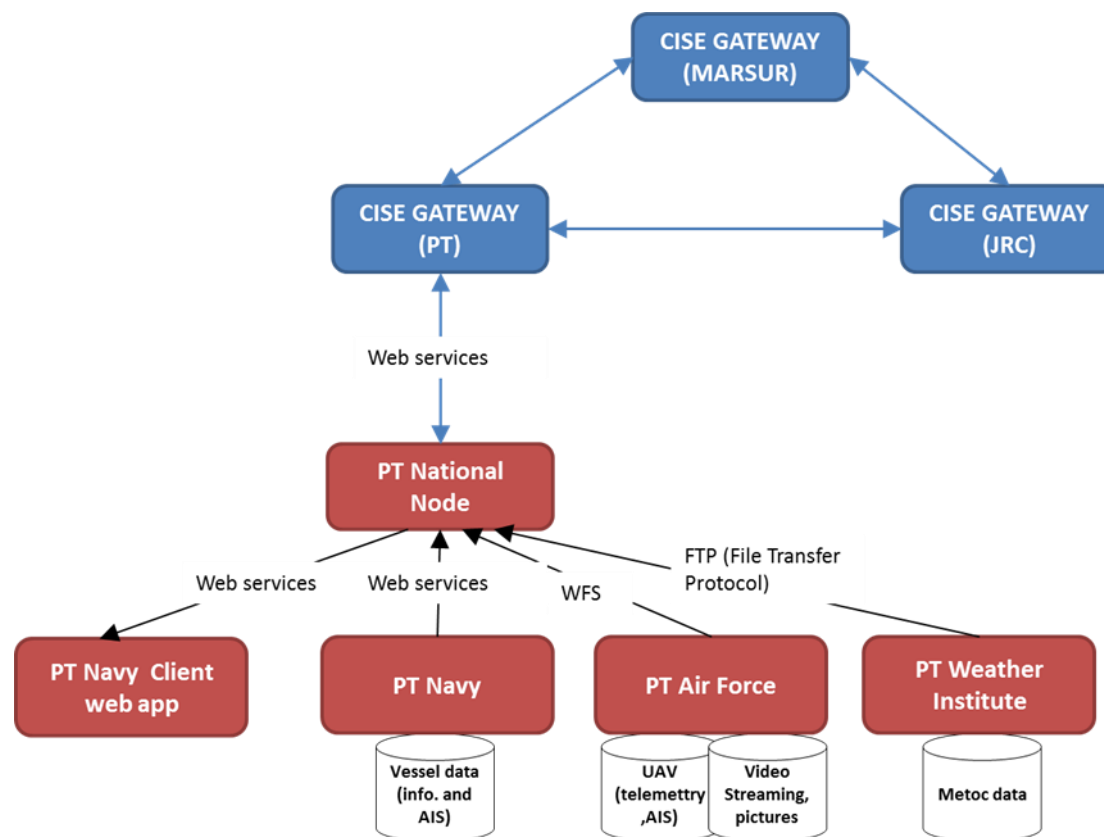 CISE GATEWAY
(MARSUR)
CISE GATEWAY
(PT)
CISE GATEWAY
(JRC)
Web services
PT National
Node
FTP (File Transfer
Protocol)
Web services
Web services
WFS
PT Navy  Client
web app
PT Navy
PT Air Force
PT Weather
Institute
Vessel data
(info. and
AIS)
UAV
(telemettry
,AIS)
Video
Streaming,
pictures
Metoc data